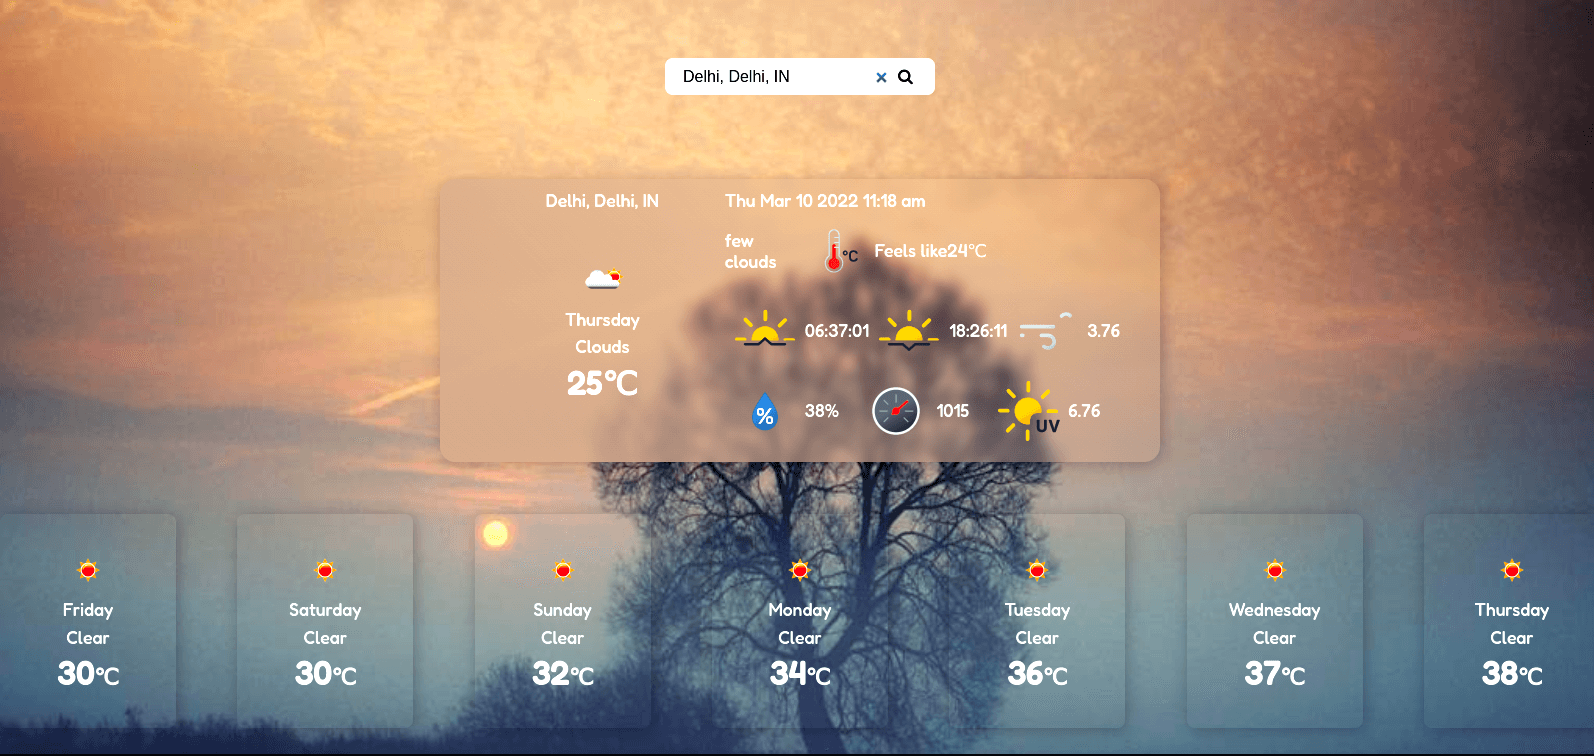 Delhi, Delhi, IN
Delhi, Delhi, IN
Thursday
Clouds
25°C
Thu Mar 10 2022 11:18 am
few
clouds
°C
Feels like24°C
06:37:01 18:26:11 3.76
% 38% 1015 UV 6.76
Friday
Clear
30°C
Saturday
Clear
30°C
Sunday
Clear
32°C
Monday
Clear
34°C
Tuesday
Clear
36°C
Wednesday
Clear
37°C
Thursday
Clear
38°C